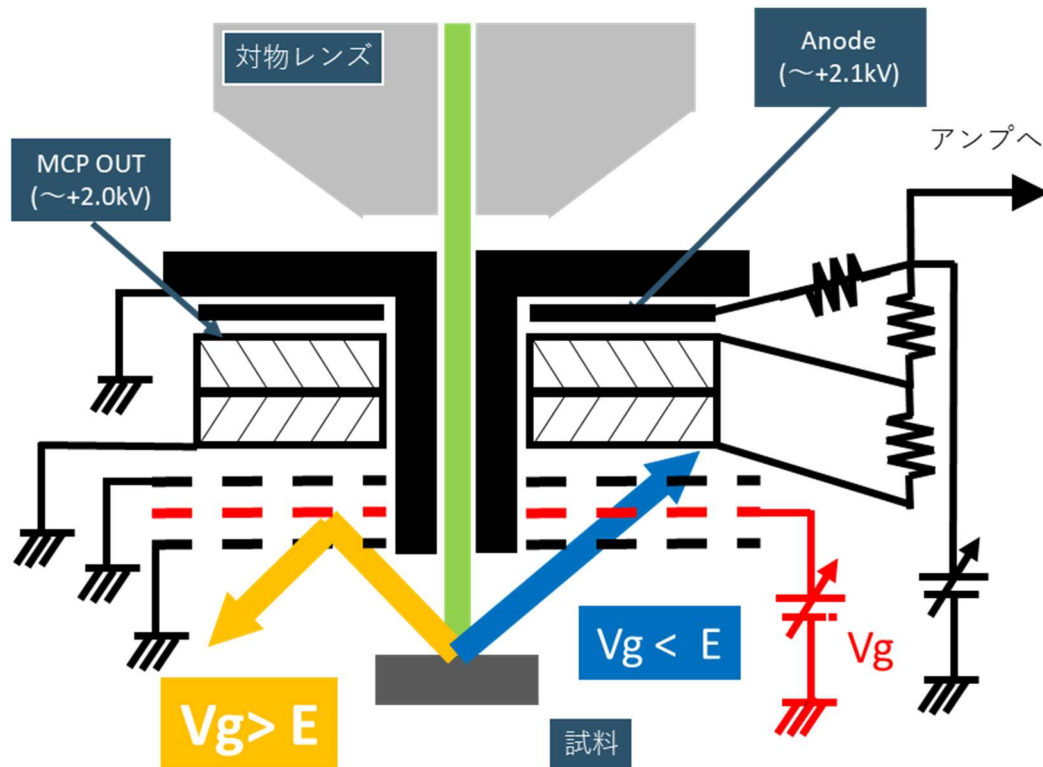 対物レンズ
Anode
(～+2.1kV)
アンプへ
MCP OUT
(～+2.0kV)
Vg < E
Vg
Vg> E
試料